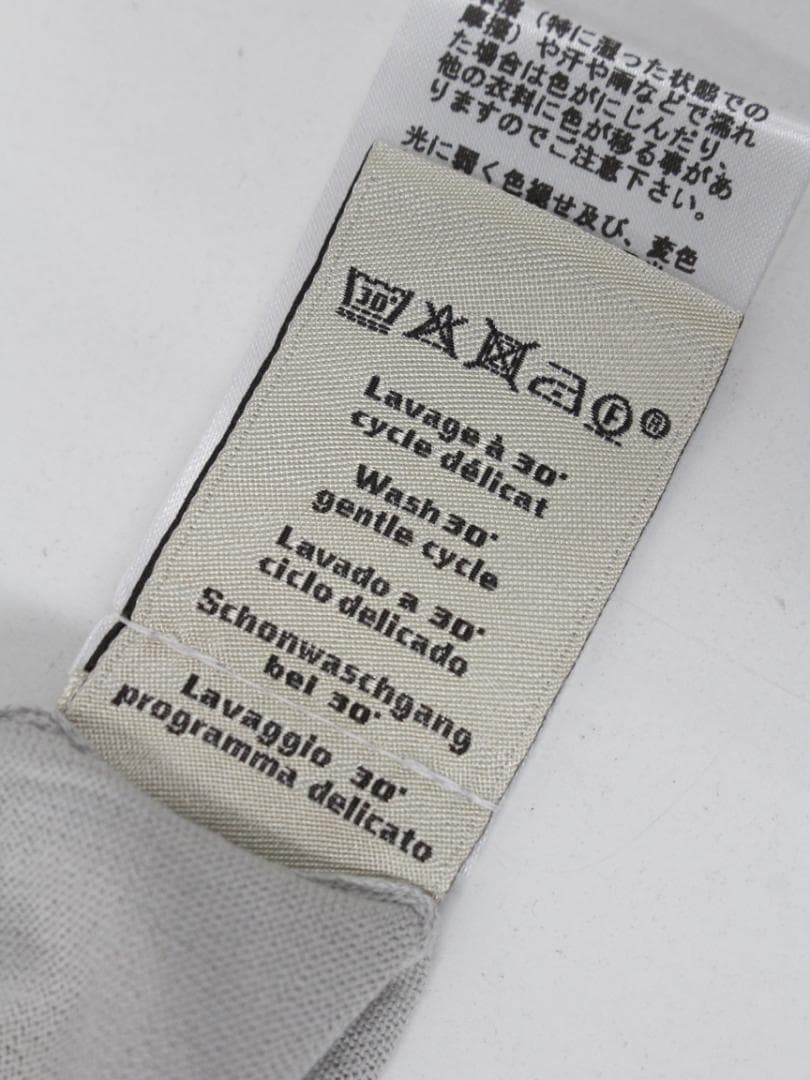 （特に湿った状態での
摩擦）や汗や雨などで濡れ
た場合は色がにじんだり、
他の衣料に色が移る事があ
りますのでご注意下さい。
光に弱く色褪せ及び、変色
30°
F
®
Lavage à 30°
cycle délicat
Wash 30°
gentle cycle
Lavado a 30°
ciclo delicado
Schonwaschgang
bei 30°
Lavaggio 30°
programma delicato